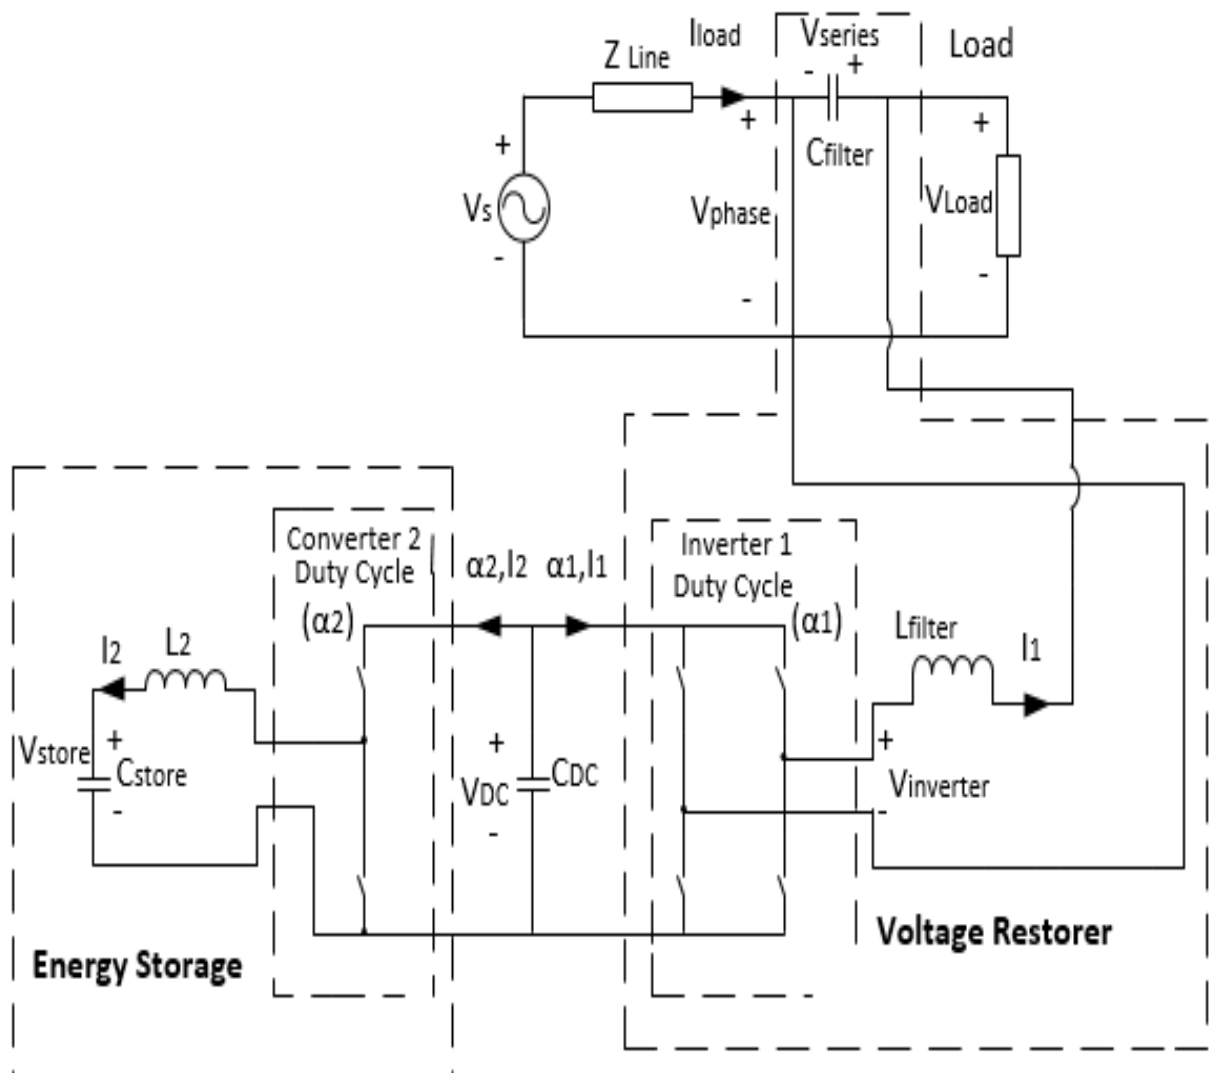 Iload
Vseries
Load
Z Line
- +
+
+
+
Cfilter
Vs
Vphase
VLoad
-
-
-
Converter 2
Duty Cycle
(α2)
α2,I2
α1,I1
Inverter 1
Duty Cycle
(α1)
Lfilter
I1
I2
L2
Vstore
+
Cstore
-
+
VDC
CDC
-
+
Vinverter
-
Energy Storage
Voltage Restorer